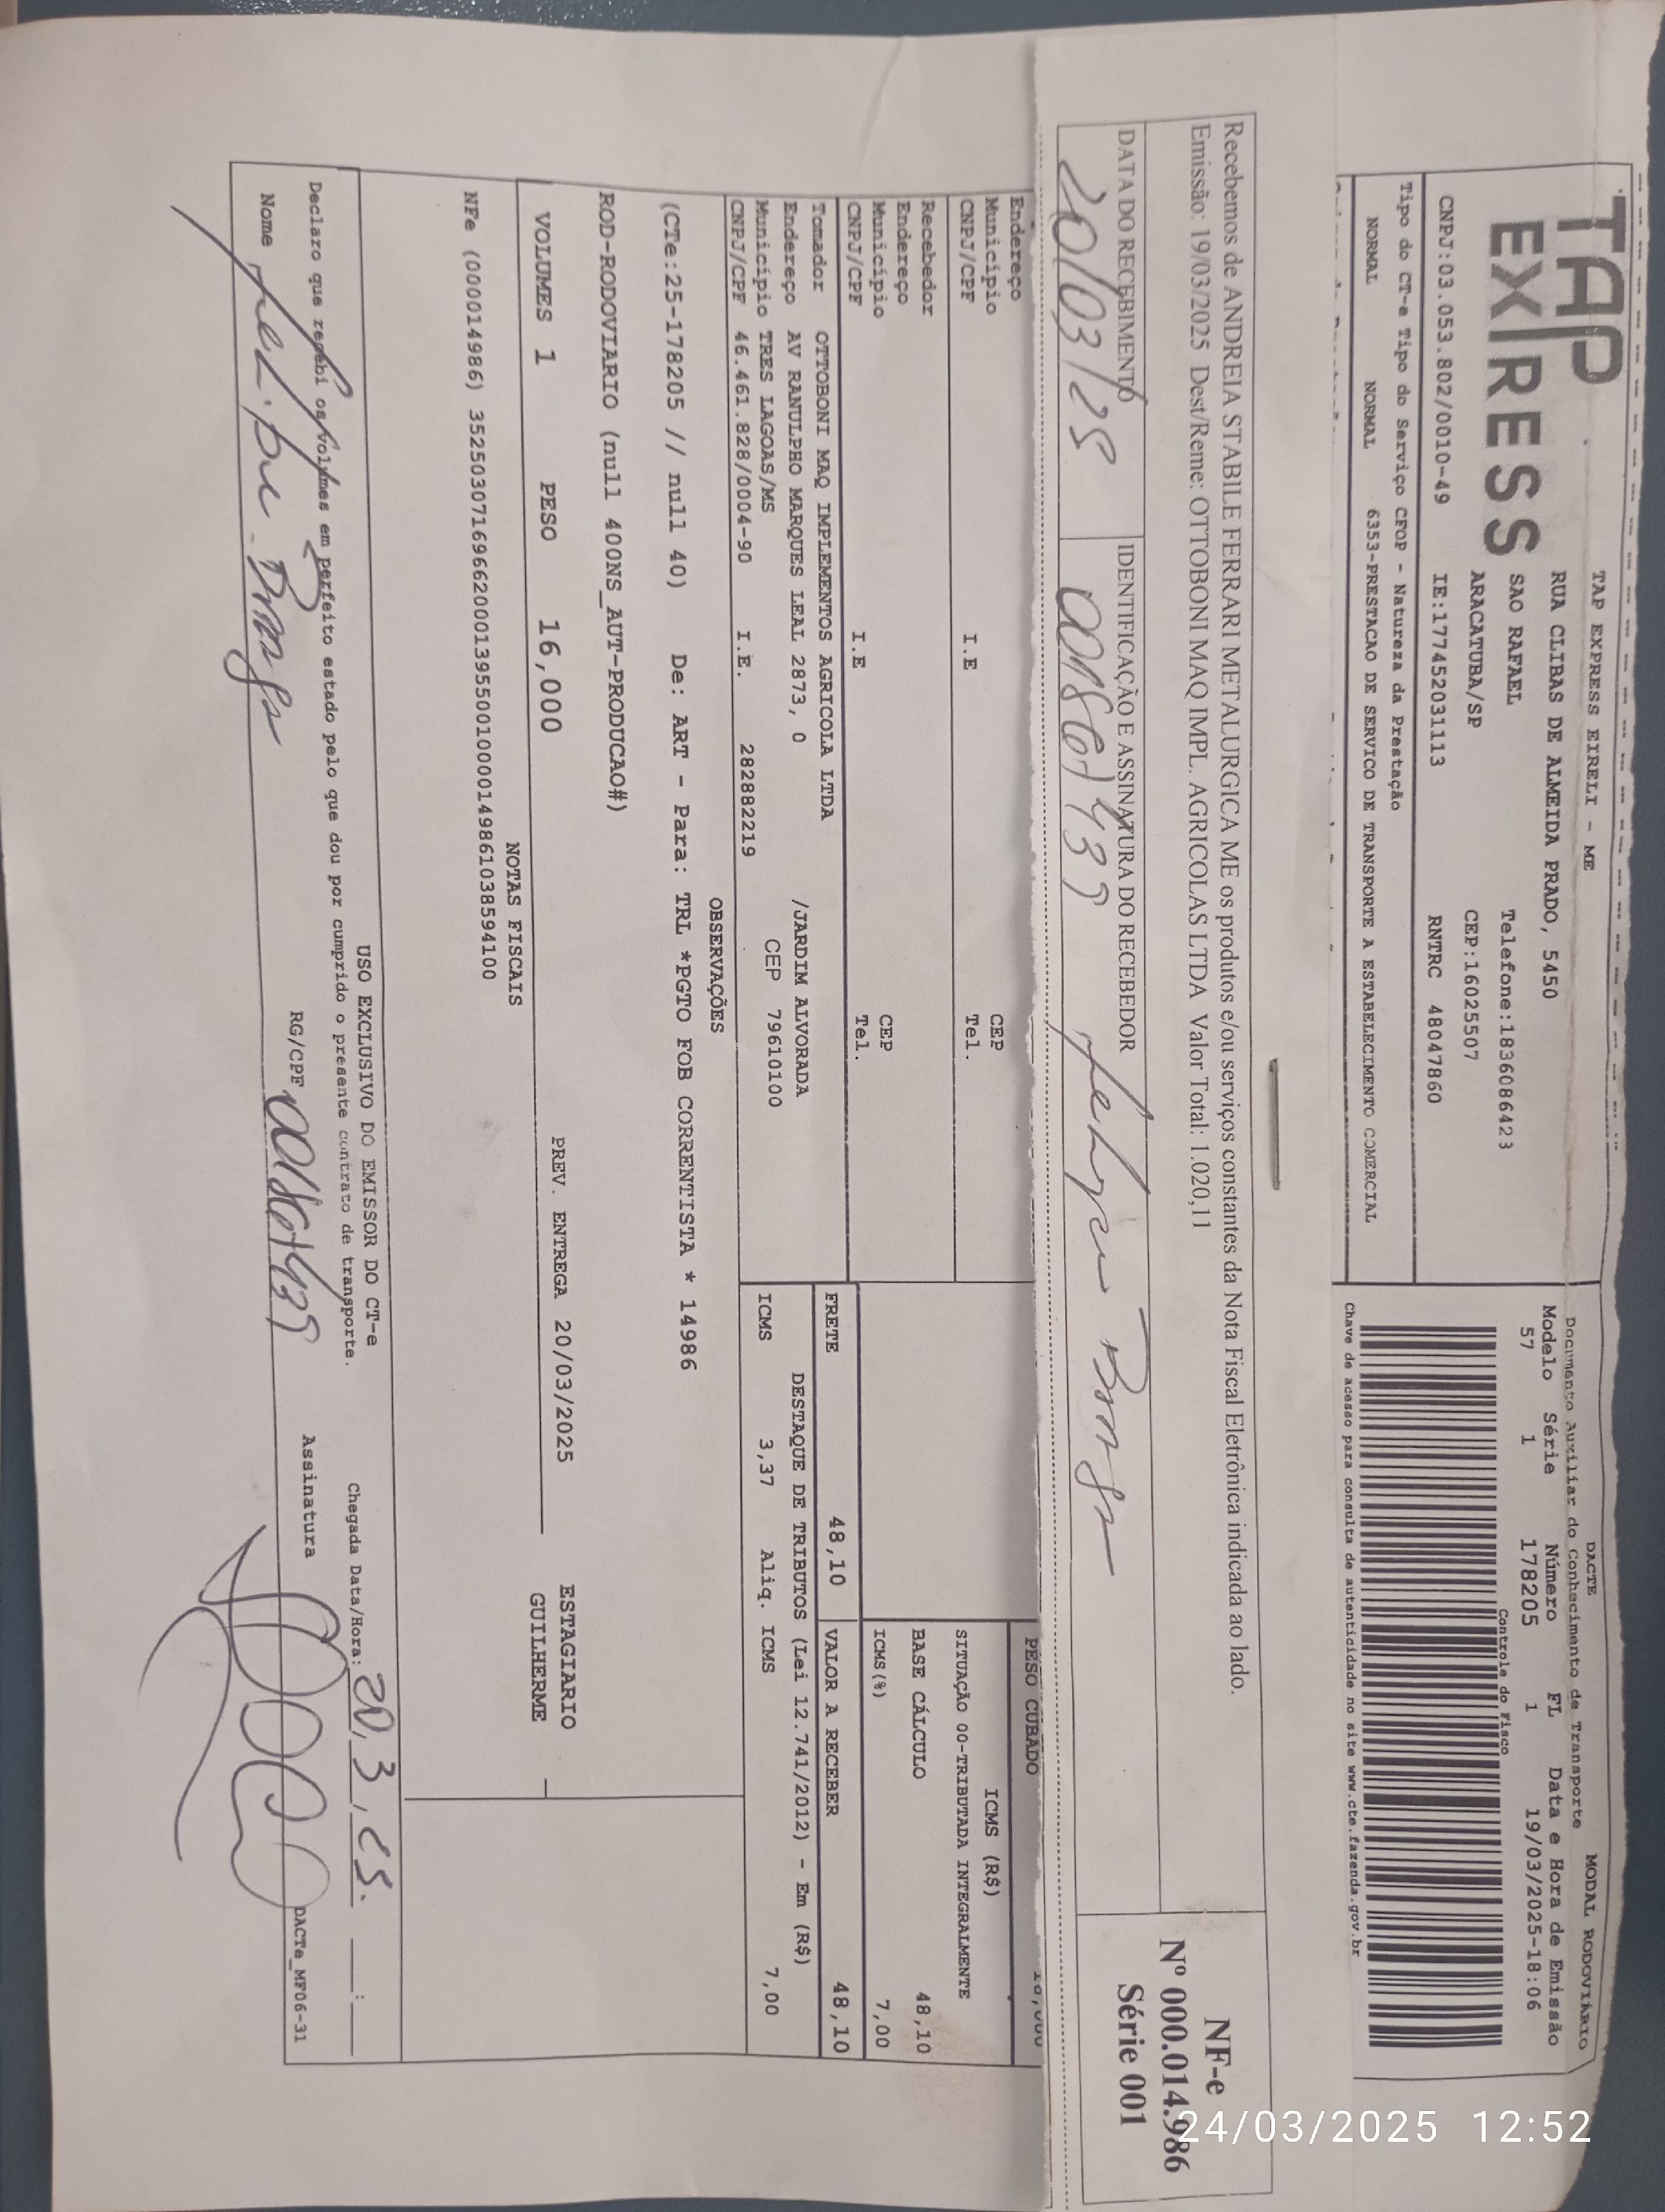 TAP
EXPRESS
TAP EXPRESS EIRELI - ME
RUA CLIBAS DE ALMEIDA PRADO, 5450
SAO RAFAEL Telefone:1836086423
ARACATUBA/SP CEP:16025507
CNPJ:03.053.802/0010-49 IE:177452031113 RNTRC 48047860
Tipo do CT-e Tipo do Serviço CFOP - Natureza da Prestação
NORMAL NORMAL 6353-PRESTACAO DE SERVICO DE TRANSPORTE A ESTABELECIMENTO COMERCIAL
DACTE MODAL RODOVIÁRIO
Documento Auxiliar do Conhecimento de Transporte
Modelo Série Número FL Data e Hora de Emissão
57 1 178205 1 19/03/2025-18:06
Controle do Fisco
Chave de acesso para consulta de autenticidade no site www.cte.fazenda.gov.br
Recebemos de ANDREIA STABILE FERRARI METALURGICA ME os produtos e/ou serviços constantes da Nota Fiscal Eletrônica indicada ao lado.
Emissão: 19/03/2025 Dest/Reme: OTTOBONI MAQ IMPL. AGRICOLAS LTDA Valor Total: 1.020,11
DATA DO RECEBIMENTO IDENTIFICAÇÃO E ASSINATURA DO RECEBEDOR
20/03/25
NF-e
Nº 000.014.986
Série 001
PESO CUBADO
Endereço
Município CEP
CNPJ/CPF I.E Tel.
Recebedor
Endereço
Município CEP
CNPJ/CPF I.E Tel.
ICMS (R$)
SITUAÇÃO 00-TRIBUTADA INTEGRALMENTE
BASE CÁLCULO 48,10
ICMS(%) 7,00
Tomador OTTOBONI MAQ IMPLEMENTOS AGRICOLA LTDA
Endereço AV RANULPHO MARQUES LEAL 2873, 0 /JARDIM ALVORADA
Município TRES LAGOAS/MS CEP 79610100
CNPJ/CPF 46.461.828/0004-90 I.E. 282882219
FRETE 48,10 VALOR A RECEBER 48,10
DESTAQUE DE TRIBUTOS (Lei 12.741/2012) - Em (R$)
ICMS 3,37 Aliq. ICMS 7,00
OBSERVAÇÕES
(CTe:25-178205 // null 40) De: ART - Para: TRL *PGTO FOB CORRENTISTA * 14986
ROD-RODOVIARIO (null 400NS_AUT-PRODUCAO#)
VOLUMES 1 PESO 16,000 PREV. ENTREGA 20/03/2025 ESTAGIARIO
GUILHERME
NOTAS FISCAIS
NFe (000014986) 35250307169662000139550010000149861038594100
USO EXCLUSIVO DO EMISSOR DO CT-e
Declaro que recebi os volumes em perfeito estado pelo que dou por cumprido o presente contrato de transporte. Chegada Data/Hora: 20,3,25.
Nome RG/CPF Assinatura
DACTe_MF06-31
24/03/2025 12:52